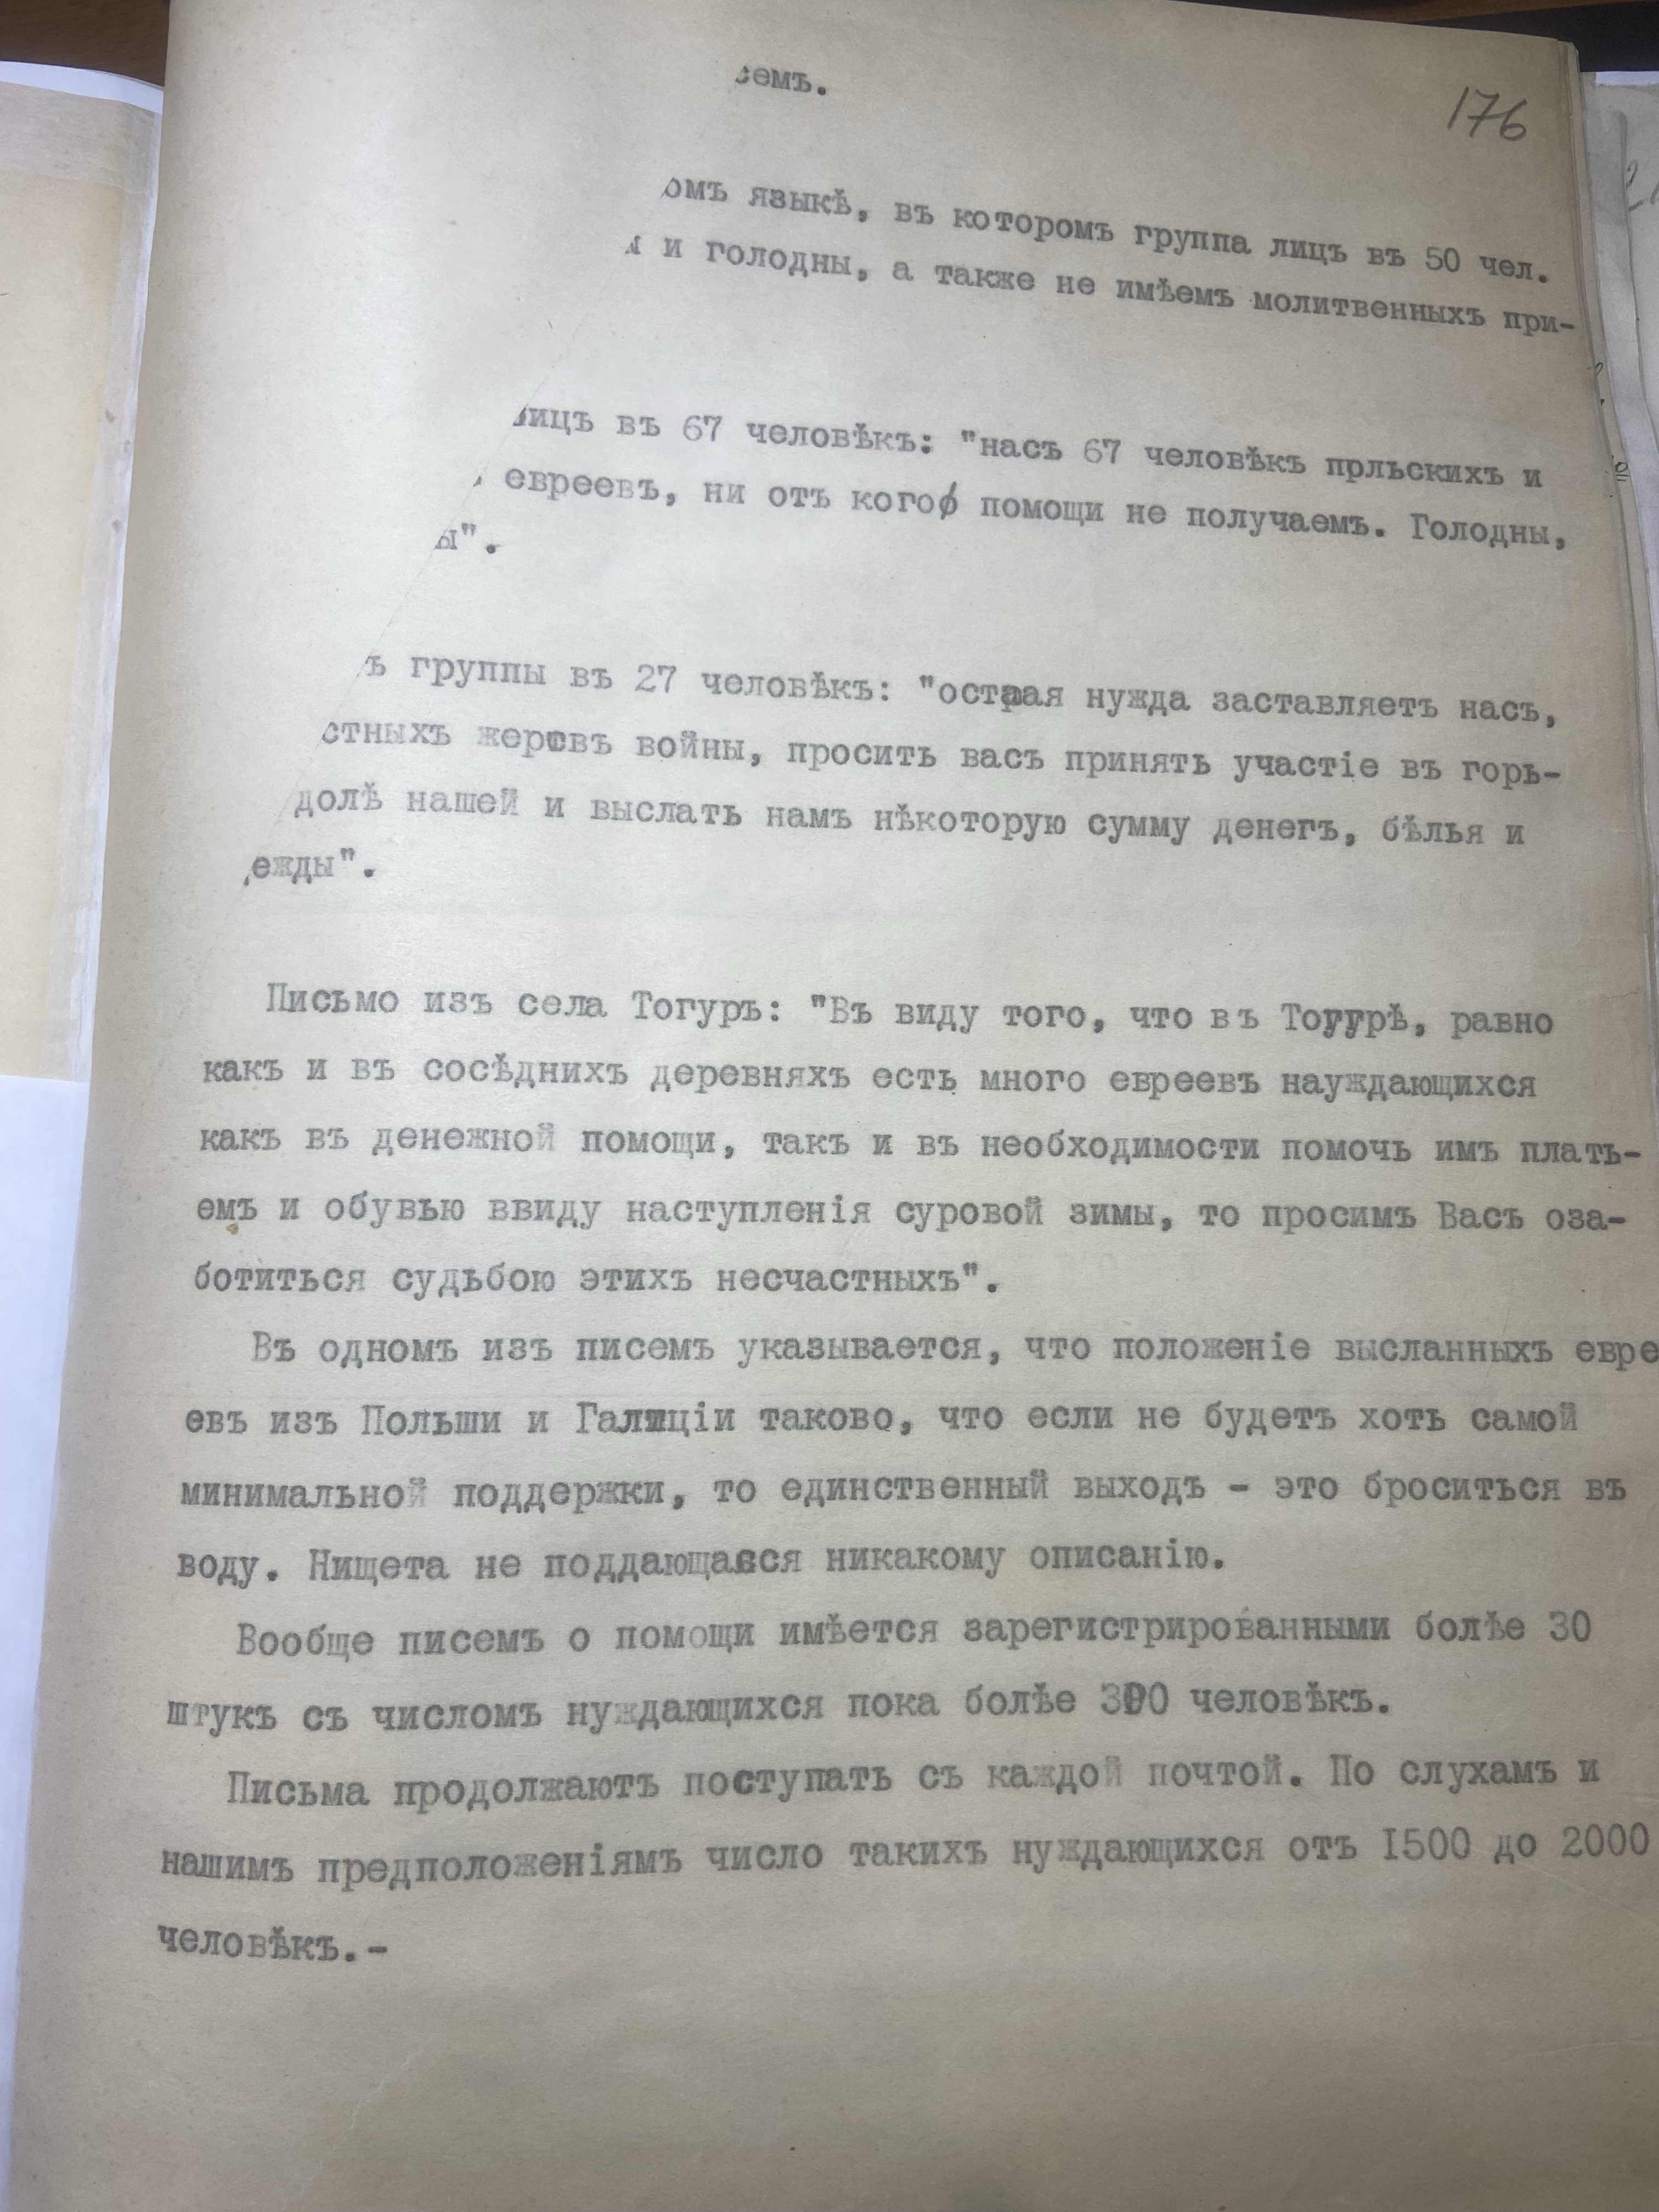 176
семъ.
омъ языкѣ, въ которомъ группа лицъ въ 50 чел.
и голодны, а также не имѣемъ молитвенныхъ при-
лицъ въ 67 человѣкъ: "насъ 67 человѣкъ прльскихъ и
евреевъ, ни отъ кого помощи не получаемъ. Голодны,
ы".
ъ группы въ 27 человѣкъ: "острая нужда заставляетъ насъ,
стныхъ жертвъ войны, просить васъ принять участіе въ горь-
долѣ нашей и выслать намъ нѣкоторую сумму денегъ, бѣлья и
ежды".
Письмо изъ села Тогуръ: "Въ виду того, что въ Тогурѣ, равно
какъ и въ сосѣднихъ деревняхъ есть много евреевъ науждающихся
какъ въ денежной помощи, такъ и въ необходимости помочь имъ плать-
емъ и обувью ввиду наступленія суровой зимы, то просимъ Васъ оза-
ботиться судьбою этихъ несчастныхъ".
Въ одномъ изъ писемъ указывается, что положеніе высланныхъ евре
евъ изъ Польши и Галиціи таково, что если не будетъ хоть самой
минимальной поддержки, то единственный выходъ - это броситься въ
воду. Нищета не поддающаяся никакому описанію.
Вообще писемъ о помощи имѣется зарегистрированными болѣе 30
штукъ съ числомъ нуждающихся пока болѣе 300 человѣкъ.
Письма продолжаютъ поступать съ каждой почтой. По слухамъ и
нашимъ предположеніямъ число такихъ нуждающихся отъ I500 до 2000
человѣкъ.-